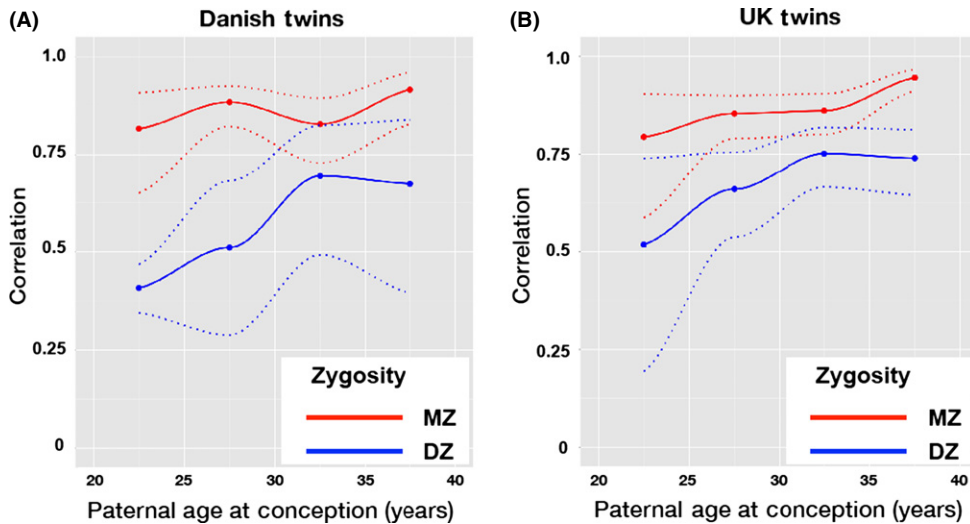 (A)
Danish twins
1.0
0.75
0.5
0.25
0
Correlation
20 25 30 35 40
Paternal age at conception (years)
Zygosity
MZ
DZ
(B)
UK twins
1.0
0.75
0.5
0.25
0
Correlation
20 25 30 35 40
Paternal age at conception (years)
Zygosity
MZ
DZ